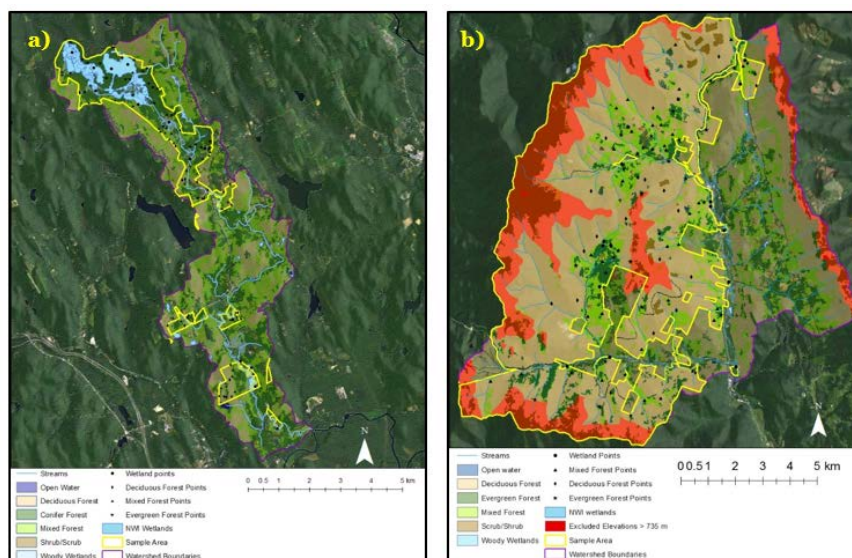 a)
N
Streams
Wetland points
Open Water
Deciduous Forest Points
Deciduous Forest
Mixed Forest Points
Conifer Forest
Evergreen Forest Points
Mixed Forest
NWI Wetlands
Shrub/Scrub
Sample Area
Woody Wetlands
Watershed Boundaries
0 0.5 1 2 3 4 5 km
b)
N
Streams
Wetland Points
Open water
Mixed Forest Points
Deciduous Forest
Deciduous Forest Points
Evergreen Forest
Evergreen Forest Points
Mixed Forest
NWI wetlands
Scrub/Shrub
Excluded Elevations > 735 m
Woody Wetlands
Sample Area
Watershed Boundaries
0 0.5 1 2 3 4 5 km